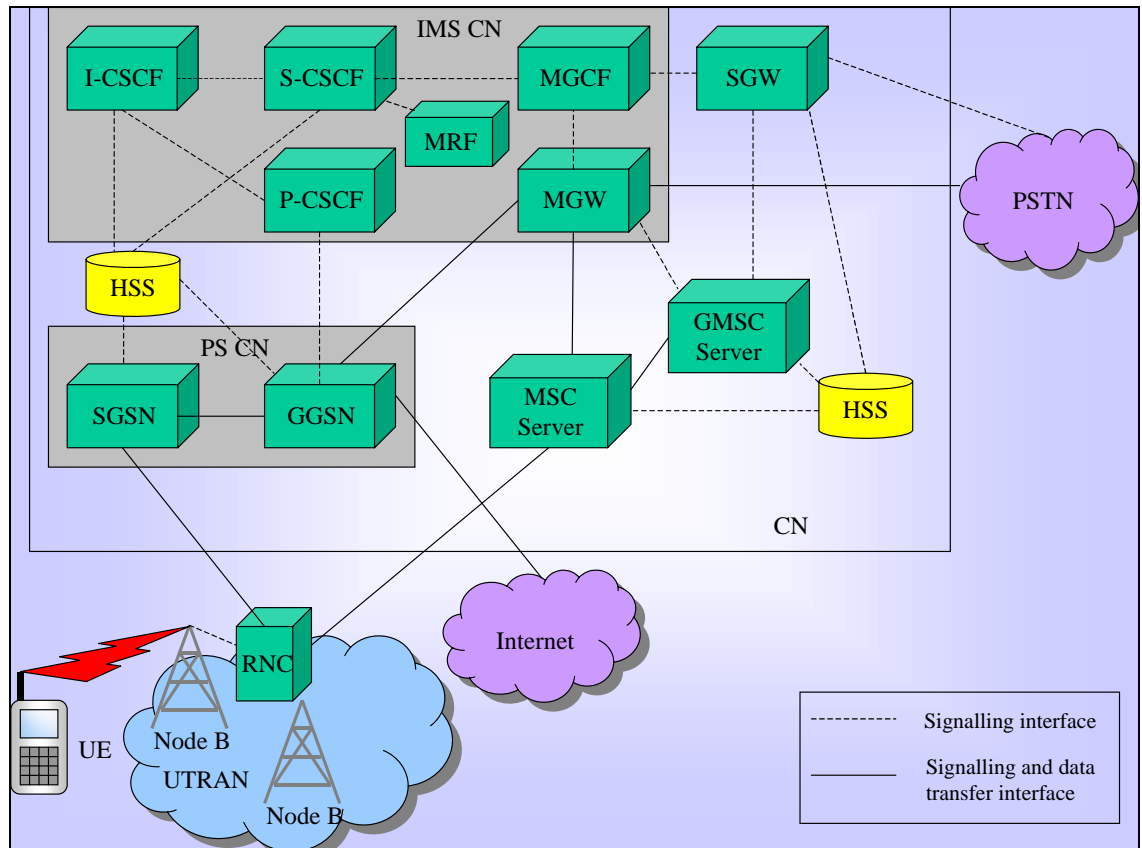 IMS CN
I-CSCF
S-CSCF
MGCF
SGW
MRF
P-CSCF
MGW
PSTN
HSS
GMSC
Server
PS CN
SGSN
GGSN
MSC
Server
HSS
CN
Internet
RNC
UE
Node B
UTRAN
Node B
Signalling interface
Signalling and data
transfer interface